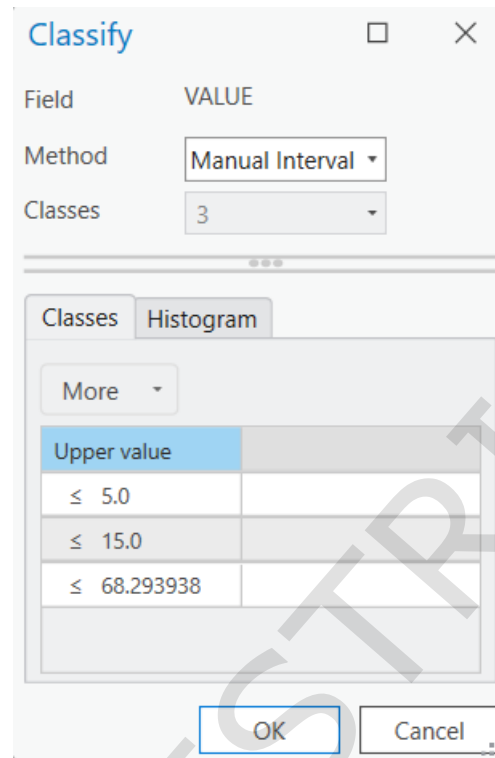 Classify
Field VALUE
Method Manual Interval
Classes 3
Classes Histogram
More
Upper value
≤ 5.0
≤ 15.0
≤ 68.293938
OK Cancel
STR